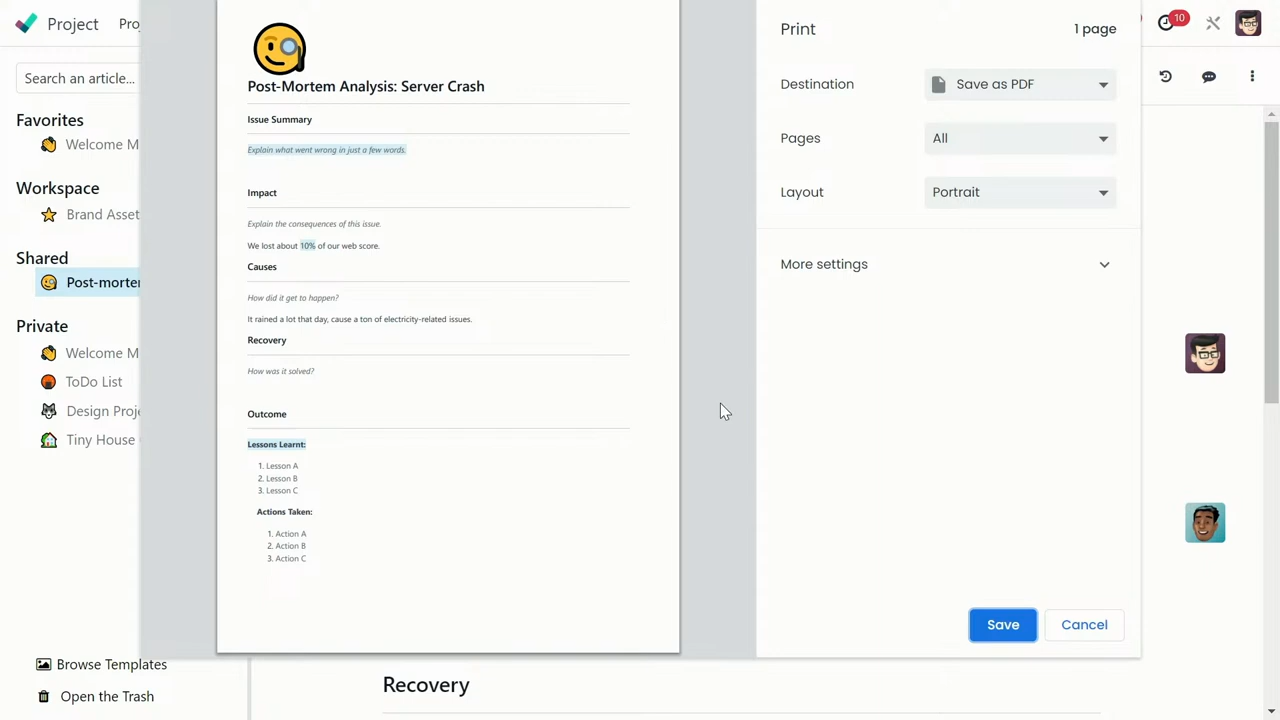 Project
Pro
10
Search an article...
Favorites
Welcome M
Workspace
Brand Asset
Shared
Post-morten
Private
Welcome M
ToDo List
Design Proj
Tiny House
Browse Templates
Open the Trash
Post-Mortem Analysis: Server Crash
Issue Summary
Explain what went wrong in just a few words.
Impact
Explain the consequences of this issue.
We lost about 10% of our web score.
Causes
How did it get to happen?
It rained a lot that day, cause a ton of electricity-related issues.
Recovery
How was it solved?
Outcome
Lessons Learnt:
1. Lesson A
2. Lesson B
3. Lesson C
Actions Taken:
1. Action A
2. Action B
3. Action C
Print
1 page
Destination
Save as PDF
Pages
All
Layout
Portrait
More settings
Save
Cancel
Recovery